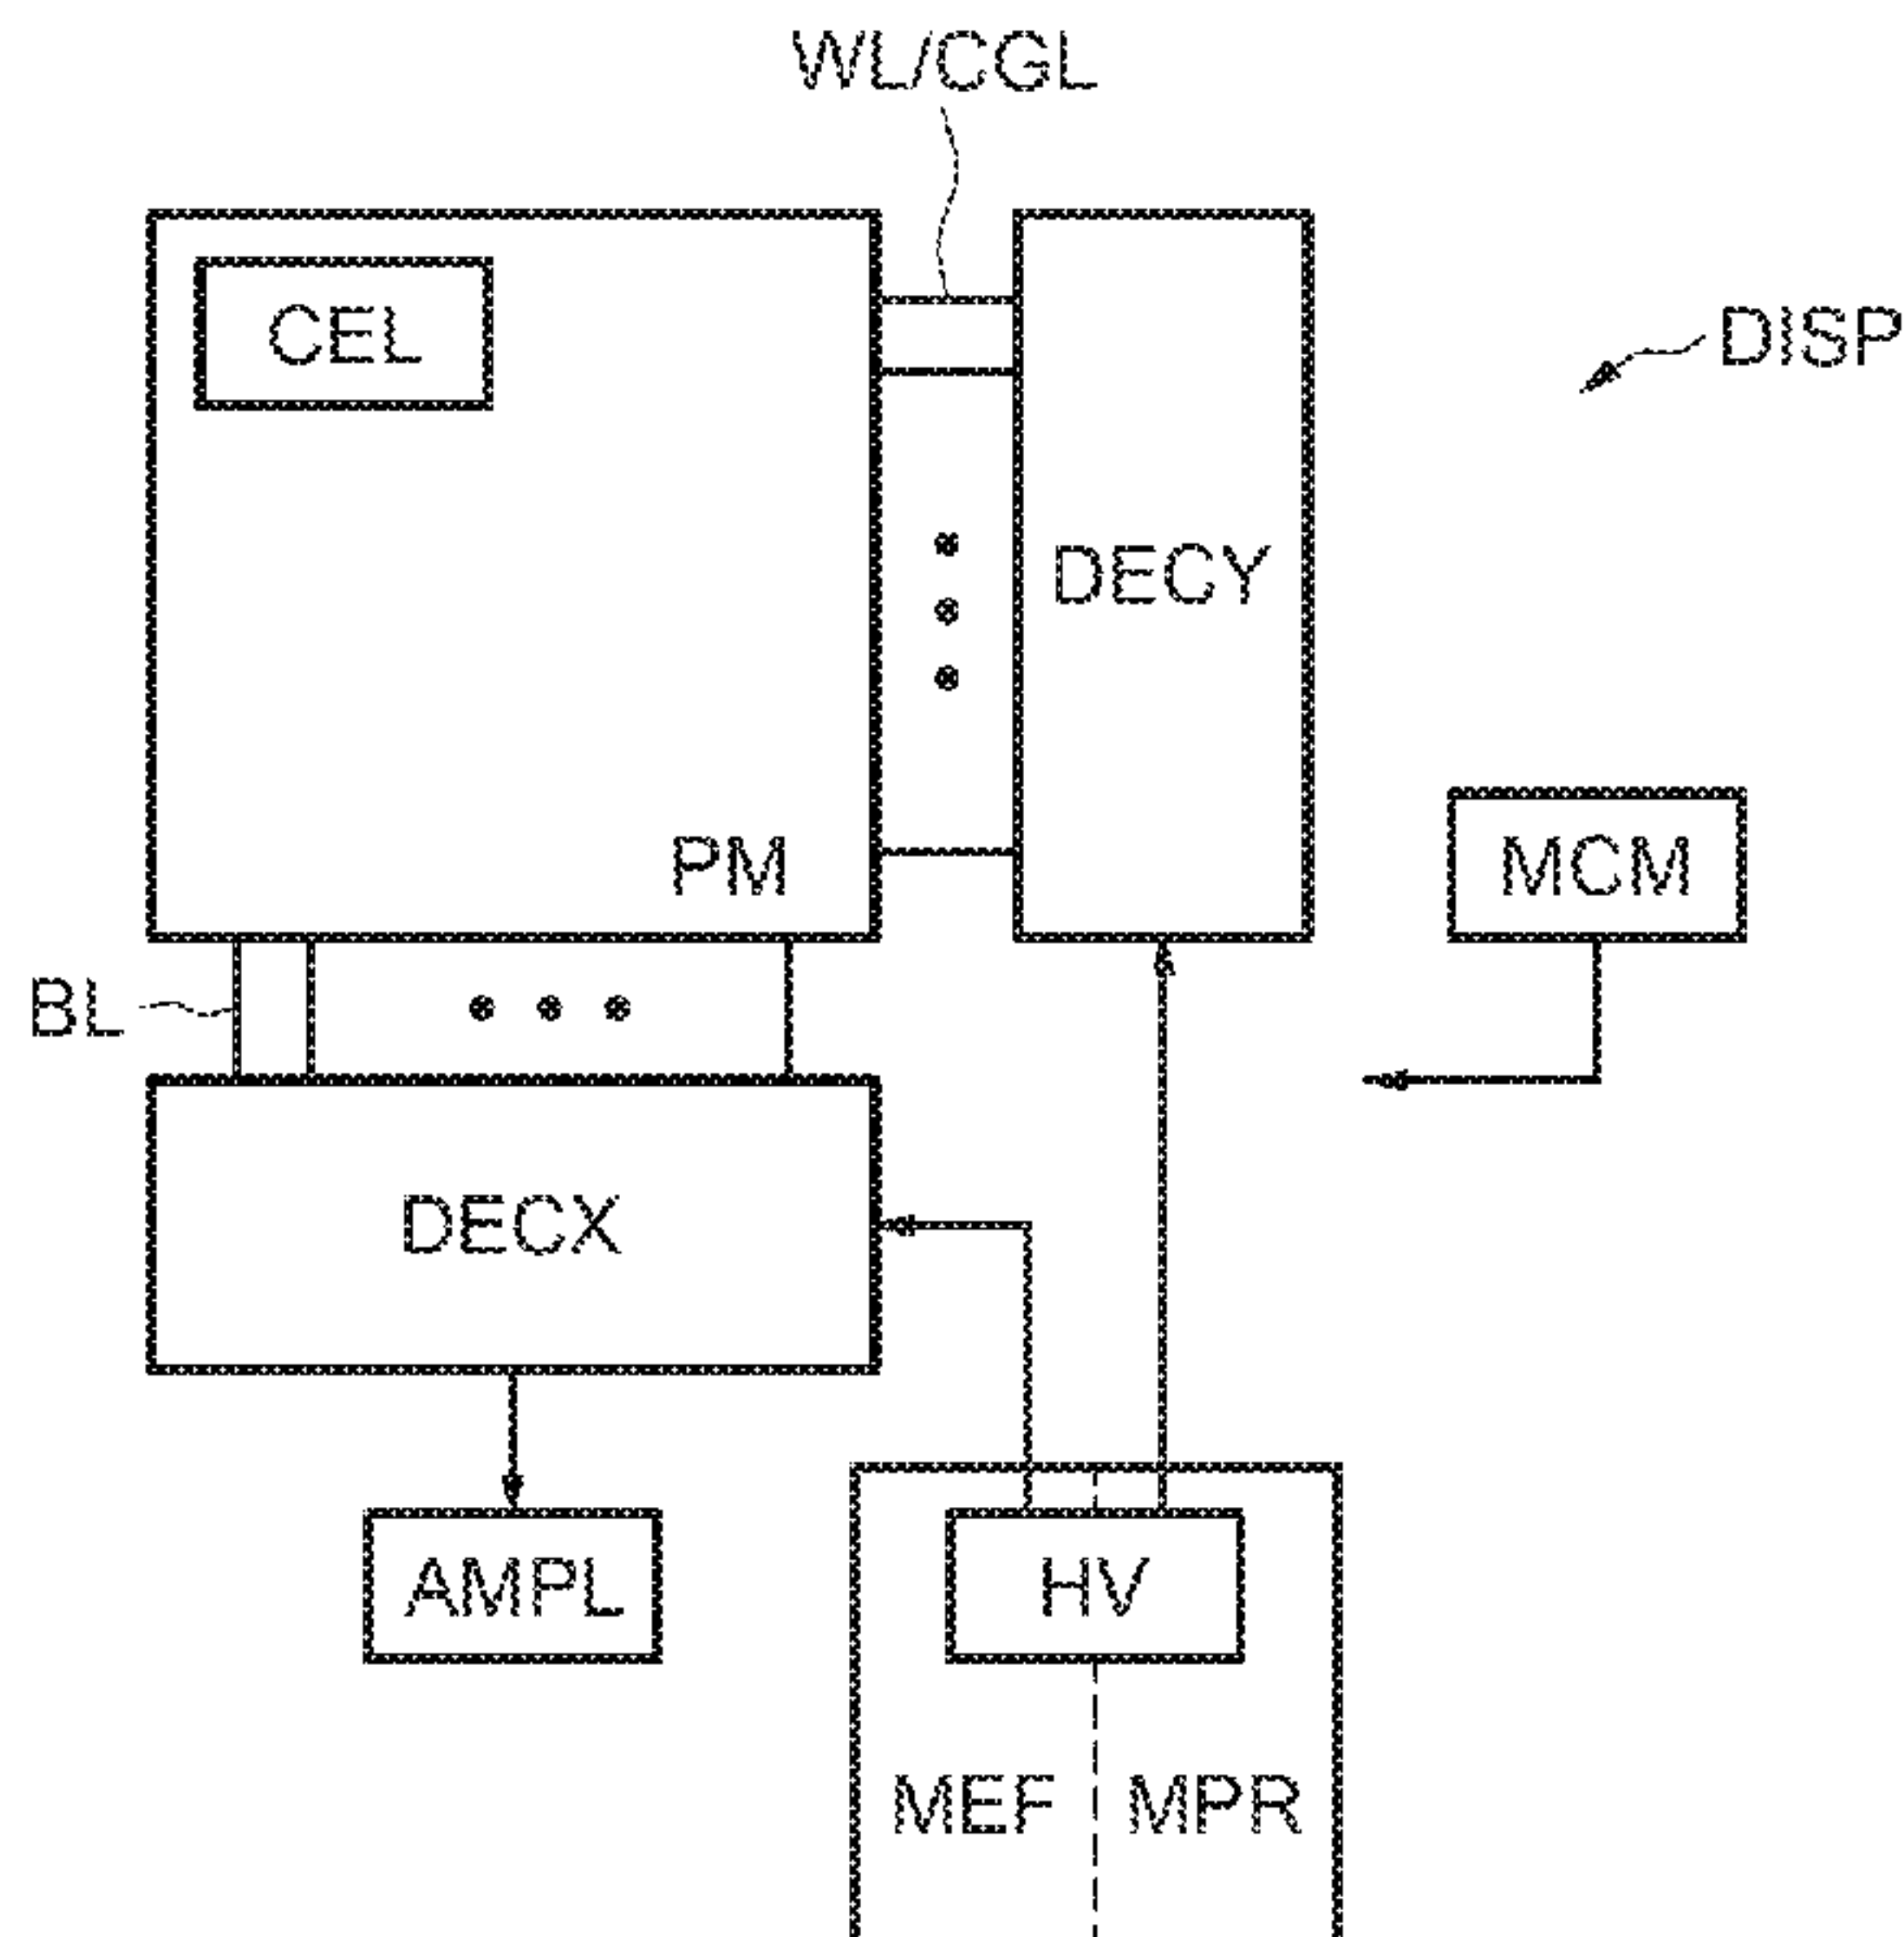 WL/CGL
CEL
DISP
DECY
PM
MCM
BL
DECX
AMPL
HV
MEF
MPR